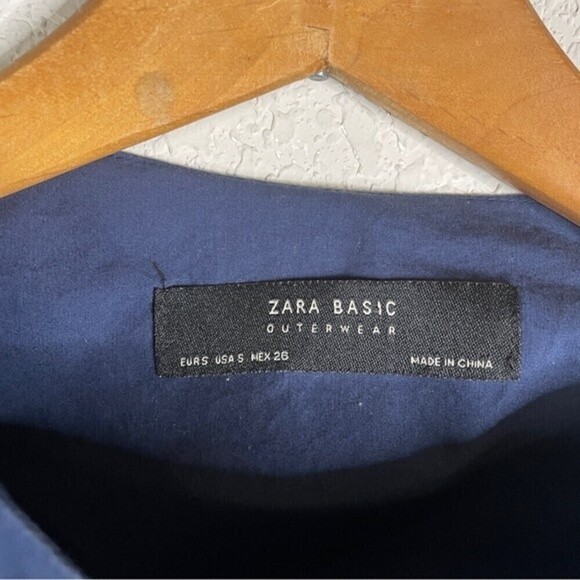 ZARA BASIC
OUTERWEAR
EUR S USA S MEX 26 MADE IN CHINA